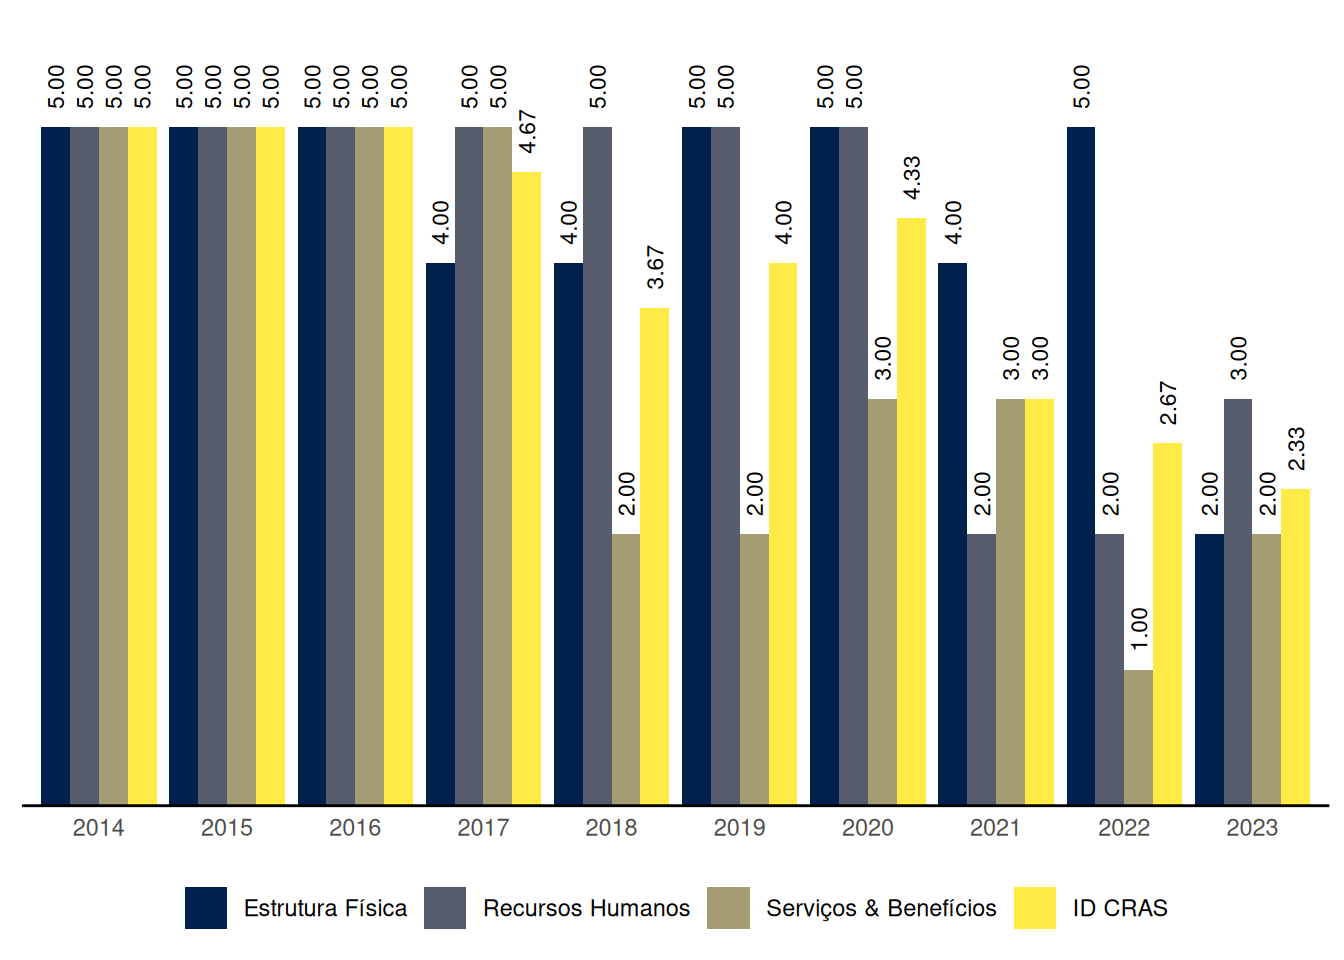 5.00 5.00 5.00 5.00 5.00 5.00 5.00 5.00 5.00 5.00 5.00 5.00 4.00 5.00 5.00 4.67 4.00 5.00 2.00 3.67 5.00 5.00 2.00 4.00 5.00 5.00 3.00 4.33 4.00 2.00 3.00 3.00 5.00 2.00 1.00 2.67 2.00 3.00 2.00 2.33
2014 2015 2016 2017 2018 2019 2020 2021 2022 2023
Estrutura Física Recursos Humanos Serviços & Benefícios ID CRAS